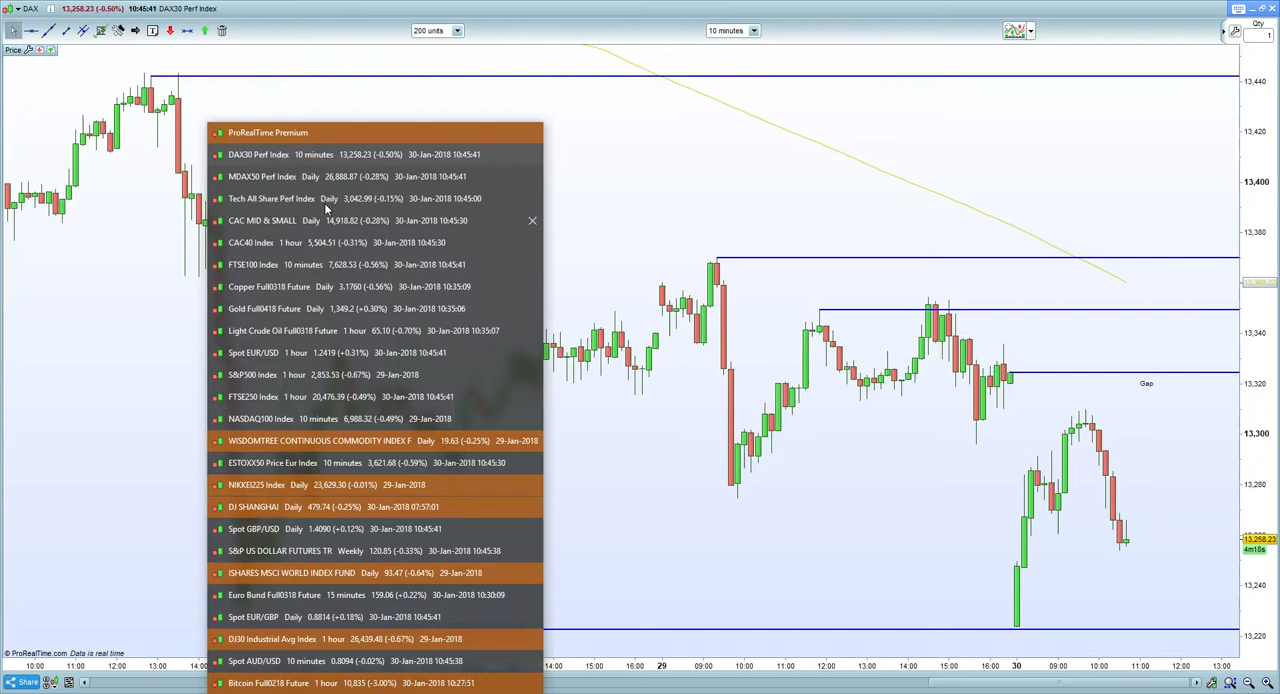 DAX 13,258.23 (-0.50%) 10:45:41 DAX30 Perf Index
200 units
10 minutes
Qty
1
Price
ProRealTime Premium
DAX30 Perf Index 10 minutes 13,258.23 (-0.50%) 30-Jan-2018 10:45:41
MDAX50 Perf Index Daily 26,888.87 (-0.28%) 30-Jan-2018 10:45:41
Tech All Share Perf Index Daily 3,042.99 (-0.15%) 30-Jan-2018 10:45:00
CAC MID & SMALL Daily 14,918.82 (-0.28%) 30-Jan-2018 10:45:30
CAC40 Index 1 hour 5,504.51 (-0.31%) 30-Jan-2018 10:45:30
FTSE100 Index 10 minutes 7,628.53 (-0.56%) 30-Jan-2018 10:45:41
Copper Full0318 Future Daily 3.1760 (-0.56%) 30-Jan-2018 10:35:09
Gold Full0418 Future Daily 1,349.2 (+0.30%) 30-Jan-2018 10:35:06
Light Crude Oil Full0318 Future 1 hour 65.10 (-0.70%) 30-Jan-2018 10:35:07
Spot EUR/USD 1 hour 1.2419 (+0.31%) 30-Jan-2018 10:45:41
S&P500 Index 1 hour 2,853.53 (-0.67%) 29-Jan-2018
FTSE250 Index 1 hour 20,476.39 (-0.49%) 30-Jan-2018 10:45:41
NASDAQ100 Index 10 minutes 6,988.32 (-0.49%) 29-Jan-2018
WISDOMTREE CONTINUOUS COMMODITY INDEX F Daily 19.63 (-0.25%) 29-Jan-2018
ESTOXX50 Price Eur Index 10 minutes 3,621.68 (-0.59%) 30-Jan-2018 10:45:30
NIKKEI225 Index Daily 23,629.30 (-0.01%) 29-Jan-2018
DJ SHANGHAI Daily 479.74 (-0.25%) 30-Jan-2018 07:57:01
Spot GBP/USD Daily 1.4090 (+0.12%) 30-Jan-2018 10:45:41
S&P US DOLLAR FUTURES TR Weekly 120.85 (-0.33%) 30-Jan-2018 10:45:38
ISHARES MSCI WORLD INDEX FUND Daily 93.47 (-0.64%) 29-Jan-2018
Euro Bund Full0318 Future 15 minutes 159.06 (+0.22%) 30-Jan-2018 10:30:09
Spot EUR/GBP Daily 0.8814 (+0.18%) 30-Jan-2018 10:45:41
DJ30 Industrial Avg Index 1 hour 26,439.48 (-0.67%) 29-Jan-2018
Spot AUD/USD 10 minutes 0.8094 (-0.02%) 30-Jan-2018 10:45:38
Bitcoin Full0218 Future 1 hour 10,835 (-3.00%) 30-Jan-2018 10:27:51
Gap
13,440
13,420
13,400
13,380
13,340
13,320
13,300
13,280
13,258.23
4m18s
13,240
13,220
© ProRealTime.com Data is real time
10:00 11:00 12:00 13:00 14:00 15:00 16:00 29 09:00 10:00 11:00 12:00 13:00 14:00 15:00 16:00 30 09:00 10:00 11:00 12:00 13:00
Share